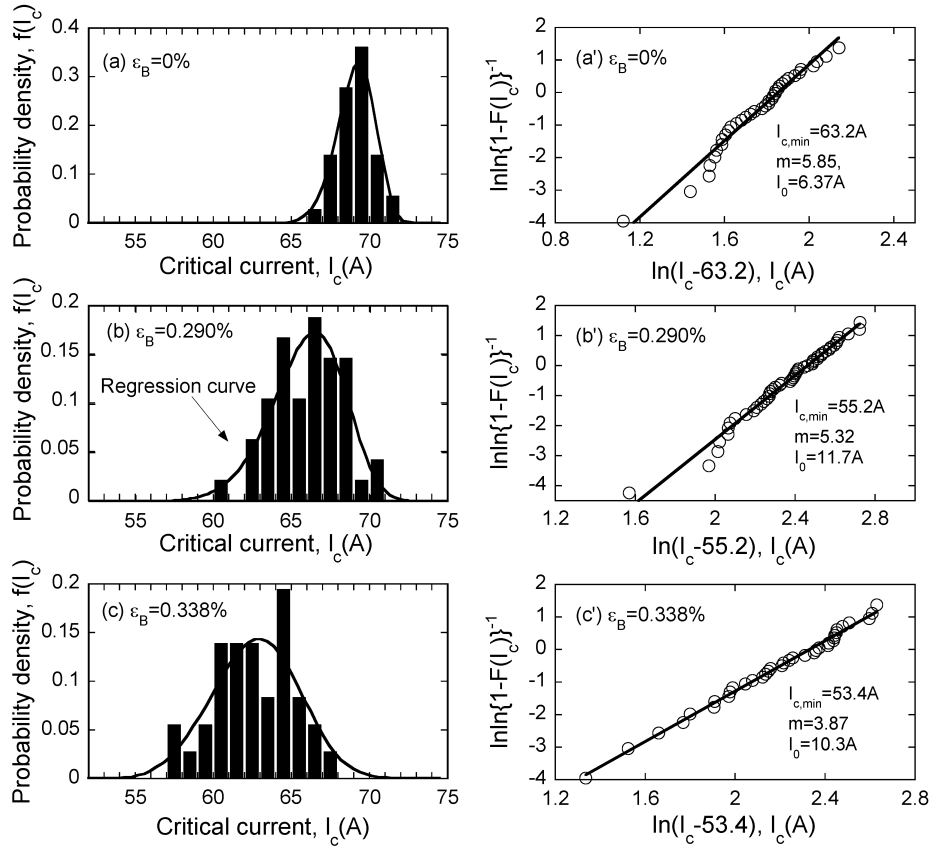 Probability density, f(I_c)
0.4
0.3
0.2
0.1
0
(a) ε_B=0%
55
60
65
70
75
Critical current, I_c(A)
lnln{1-F(I_c)}^-1
2
1
0
-1
-2
-3
-4
(a') ε_B=0%
I_c,min=63.2A
m=5.85,
I_0=6.37A
0.8
1.2
1.6
2
2.4
ln(I_c-63.2), I_c(A)
Probability density, f(I_c)
0.2
0.15
0.1
0.05
0
(b) ε_B=0.290%
Regression curve
55
60
65
70
75
Critical current, I_c(A)
lnln{1-F(I_c)}^-1
2
1
0
-1
-2
-3
-4
(b') ε_B=0.290%
I_c,min=55.2A
m=5.32
I_0=11.7A
1.2
1.6
2
2.4
2.8
ln(I_c-55.2), I_c(A)
Probability density, f(I_c)
0.2
0.15
0.1
0.05
0
(c) ε_B=0.338%
55
60
65
70
75
Critical current, I_c(A)
lnln{1-F(I_c)}^-1
2
1
0
-1
-2
-3
-4
(c') ε_B=0.338%
I_c,min=53.4A
m=3.87
I_0=10.3A
1.2
1.6
2
2.4
2.8
ln(I_c-53.4), I_c(A)